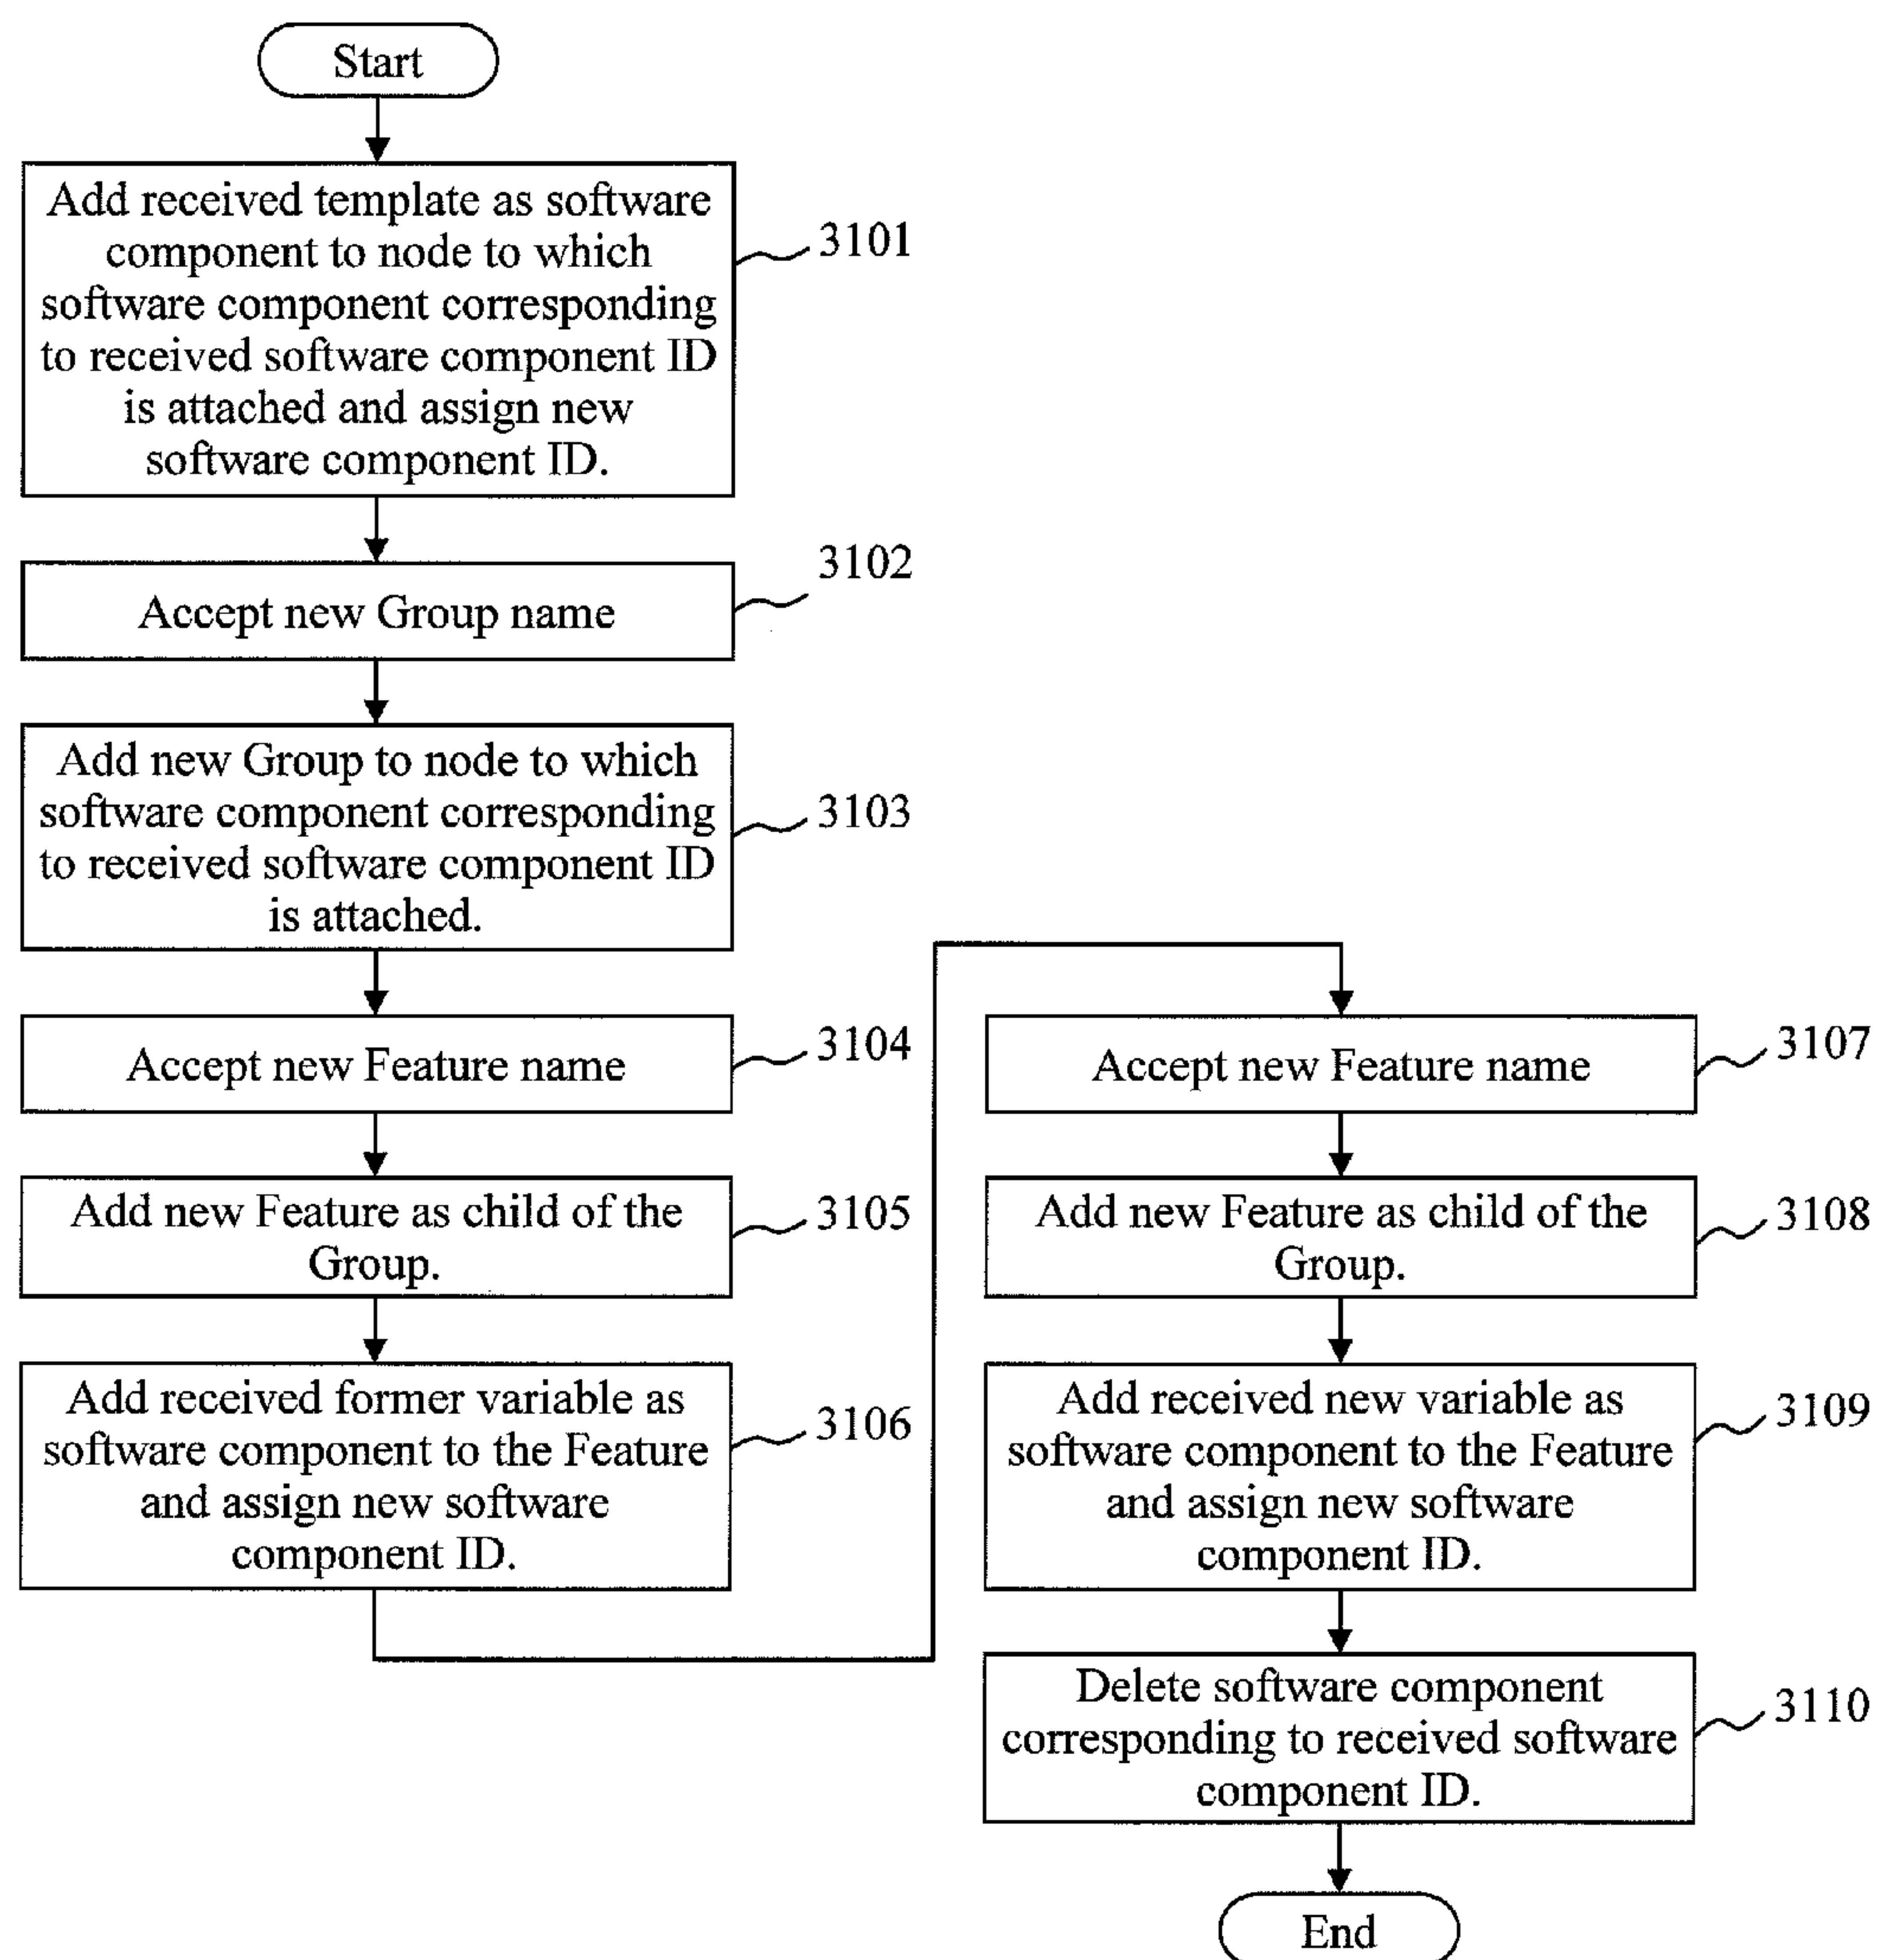 Start
Add received template as software
component to node to which
software component corresponding
to received software component ID
is attached and assign new
software component ID.
3101
Accept new Group name
3102
Add new Group to node to which
software component corresponding
to received software component ID
is attached.
3103
Accept new Feature name
3104
Add new Feature as child of the
Group.
3105
Add received former variable as
software component to the Feature
and assign new software
component ID.
3106
Accept new Feature name
3107
Add new Feature as child of the
Group.
3108
Add received new variable as
software component to the Feature
and assign new software
component ID.
3109
Delete software component
corresponding to received software
component ID.
3110
End